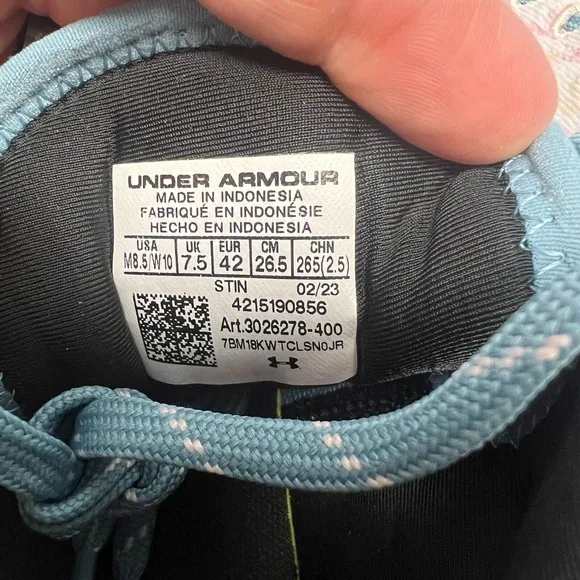 UNDER ARMOUR
MADE IN INDONESIA
FABRIQUÉ EN INDONÉSIE
HECHO EN INDONESIA
USA UK EUR CM CHN
M8.5/W10 7.5 42 26.5 265(2.5)
STIN 02/23
4215190856
Art.3026278-400
7BM18KWTCLSN0JR